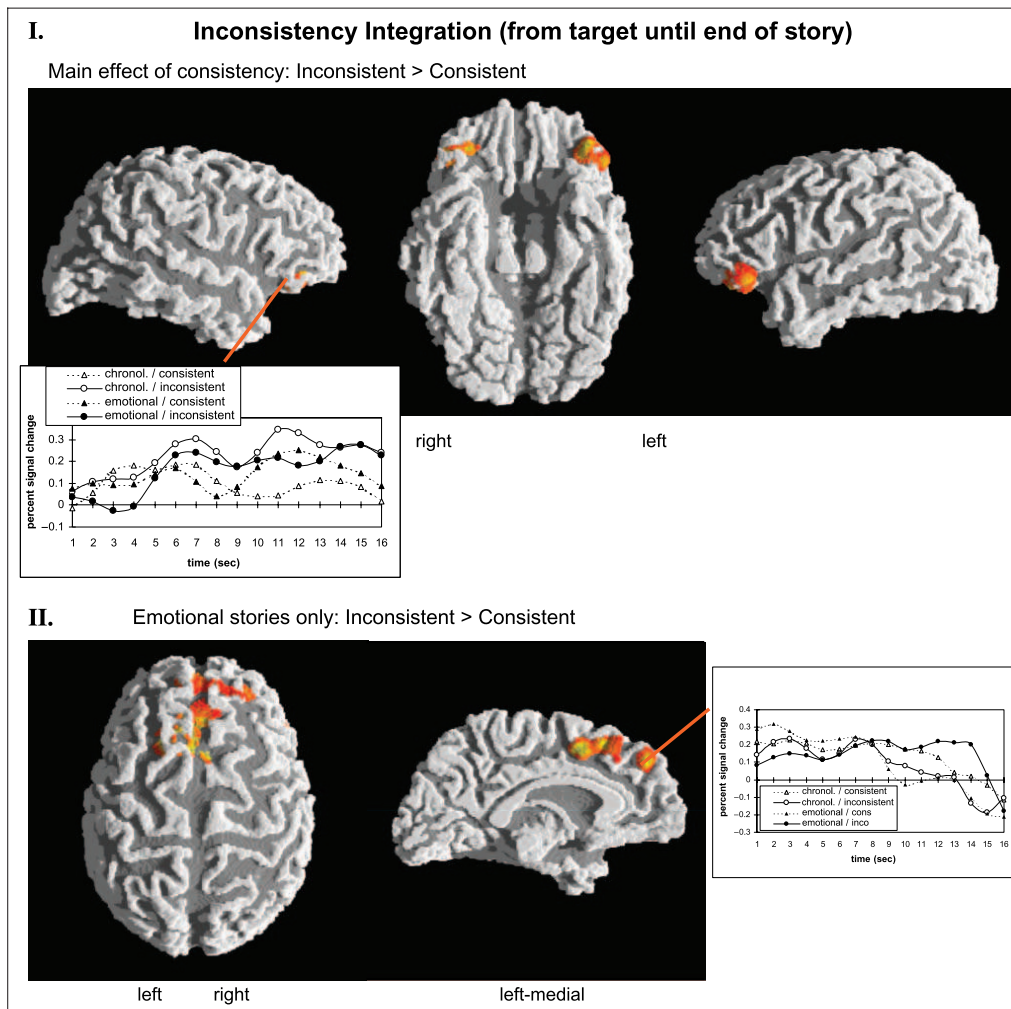 I. Inconsistency Integration (from target until end of story)
Main effect of consistency: Inconsistent > Consistent
chronol. / consistent
chronol. / inconsistent
emotional / consistent
emotional / inconsistent
percent signal change
0.3
0.2
0.1
0
−0.1
1 2 3 4 5 6 7 8 9 10 11 12 13 14 15 16
time (sec)
right left
II. Emotional stories only: Inconsistent > Consistent
percent signal change
0.4
0.3
0.2
0.1
0
−0.1
−0.2
−0.3
chronol. / consistent
chronol. / inconsistent
emotional / cons
emotional / inco
1 2 3 4 5 6 7 8 9 10 11 12 13 14 15 16
time (sec)
left right left-medial